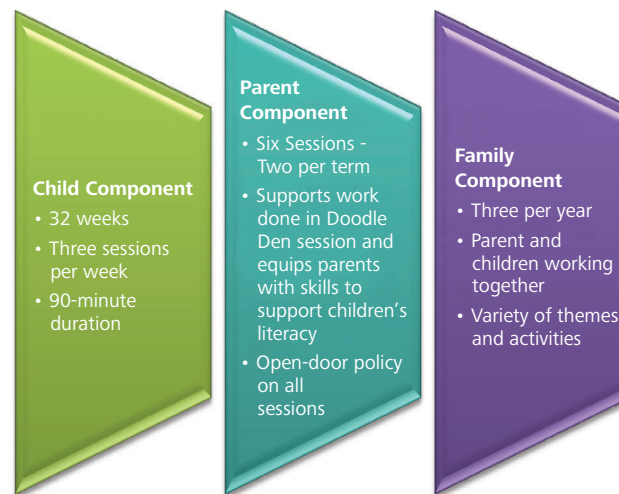 Child Component
• 32 weeks
• Three sessions
per week
• 90-minute
duration
Parent
Component
• Six Sessions -
Two per term
• Supports work
done in Doodle
Den session and
equips parents
with skills to
support children’s
literacy
• Open-door policy
on all
sessions
Family
Component
• Three per year
• Parent and
children working
together
• Variety of themes
and activities